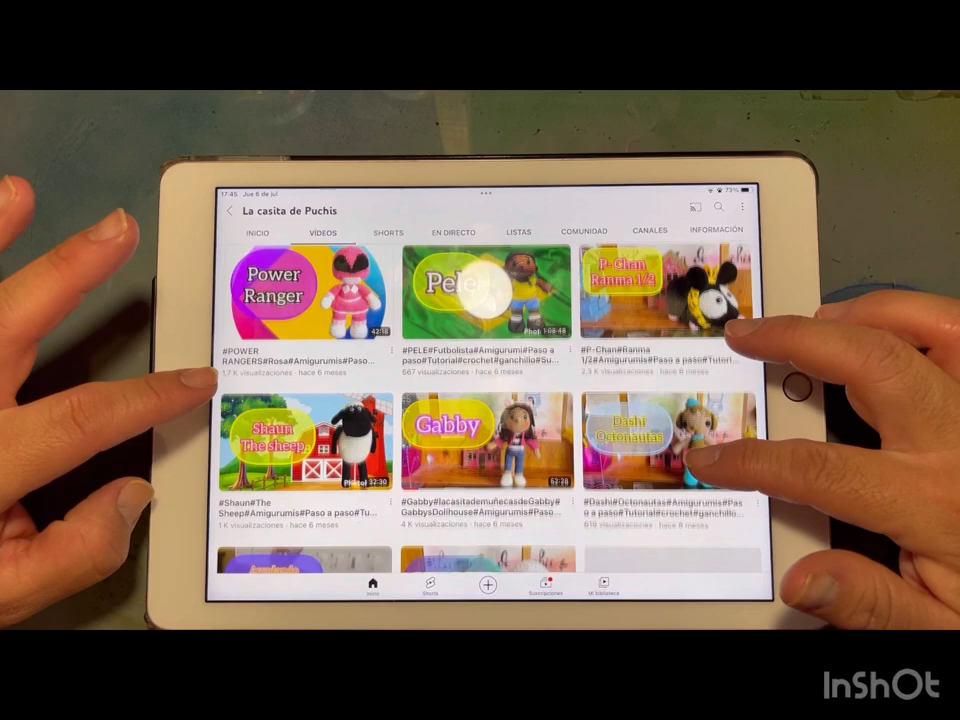 17:45 Jue 6 de jul
73%
La casita de Puchis
INICIO VÍDEOS SHORTS EN DIRECTO LISTAS COMUNIDAD CANALES INFORMACIÓN
Power
Ranger
42:18
Pele
1:08:48
P- Chan
Ranma 1/2
#POWER
RANGERS#Rosa#Amigurumis#Paso...
1,7 K visualizaciones · hace 6 meses
#PELE#Futbolista#Amigurumi#Paso a
paso#Tutorial#crochet#ganchillo#Su...
667 visualizaciones · hace 6 meses
#P-Chan#Ranma
1/2#Amigurumis#Paso a paso#Tutori...
2,3 K visualizaciones · hace 6 meses
Shaun
The sheep
32:30
Gabby
52:28
Dashi
Octonautas
#Shaun#The
Sheep#Amigurumis#Paso a paso#Tu...
1 K visualizaciones · hace 6 meses
#Gabby#lacasitademuñecasdeGabby#
GabbysDollhouse#Amigurumis#Paso...
4 K visualizaciones · hace 6 meses
#Dashi#Octonautas#Amigurumis#Pas
o a paso#Tutorial#crochet#ganchillo...
619 visualizaciones · hace 6 meses
Inicio Shorts Suscripciones Mi biblioteca
InShOt